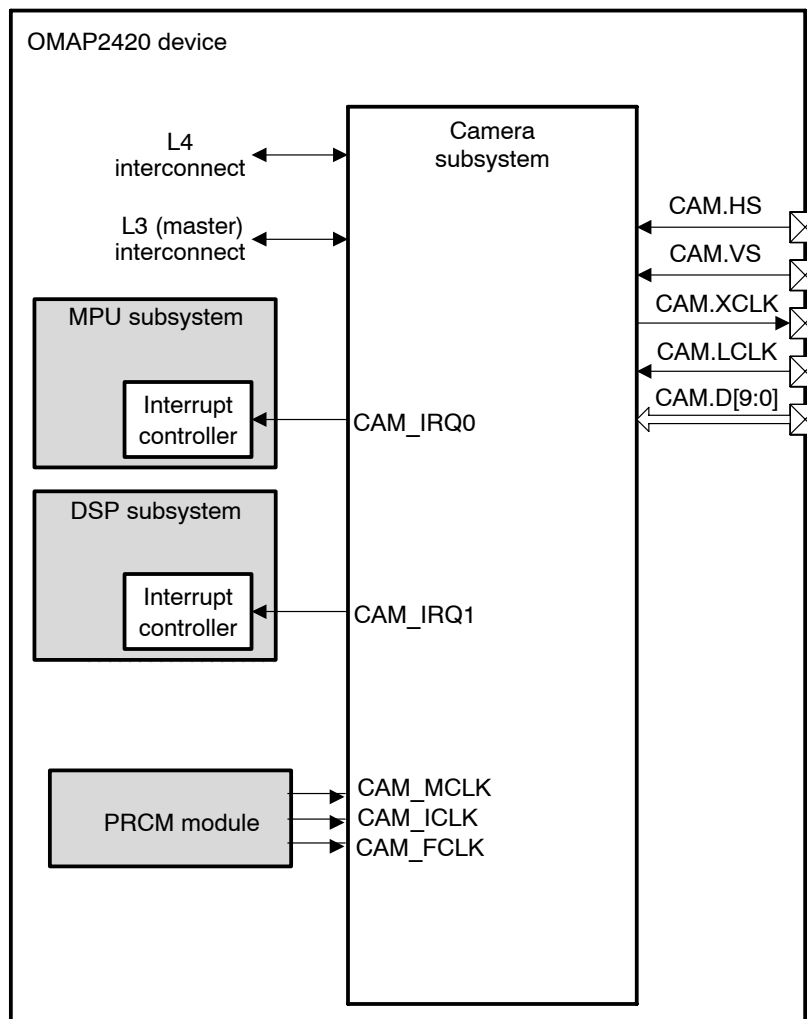 OMAP2420 device
Camera
subsystem
L4
interconnect
L3 (master)
interconnect
CAM.HS
CAM.VS
CAM.XCLK
CAM.LCLK
CAM.D[9:0]
MPU subsystem
Interrupt
controller
CAM_IRQ0
DSP subsystem
Interrupt
controller
CAM_IRQ1
PRCM module
CAM_MCLK
CAM_ICLK
CAM_FCLK